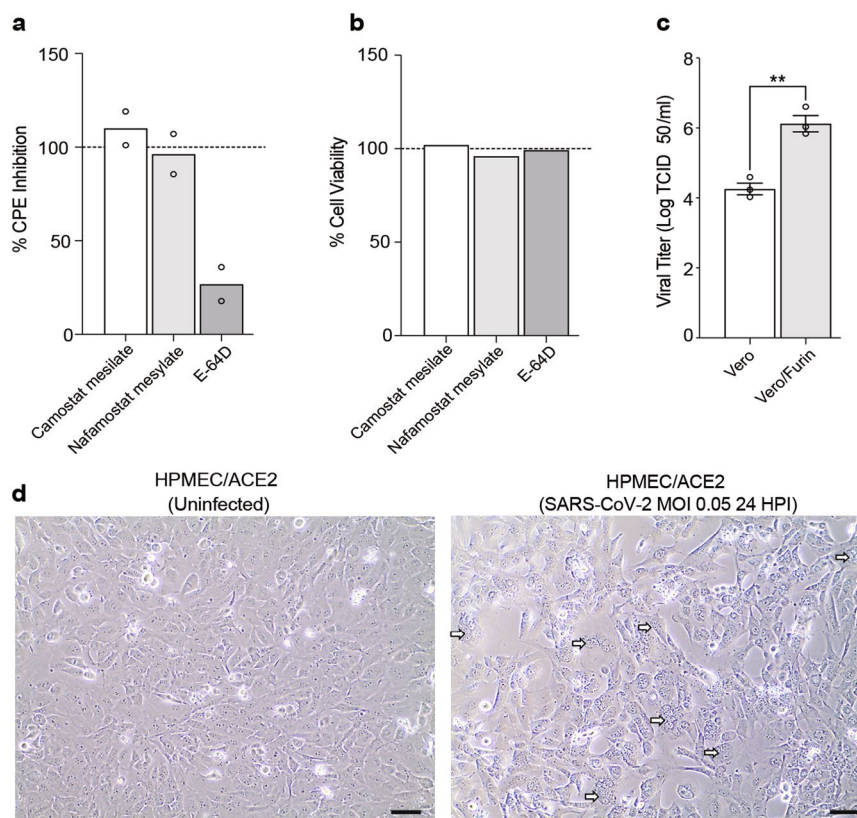 a
150
100
50
0
% CPE Inhibition
Camostat mesilate
Nafamostat mesylate
E-64D
b
150
100
50
0
% Cell Viability
Camostat mesilate
Nafamostat mesylate
E-64D
c
8
6
4
2
0
Viral Titer (Log TCID 50/ml)
**
Vero
Vero/Furin
d
HPMEC/ACE2
(Uninfected)
HPMEC/ACE2
(SARS-CoV-2 MOI 0.05 24 HPI)